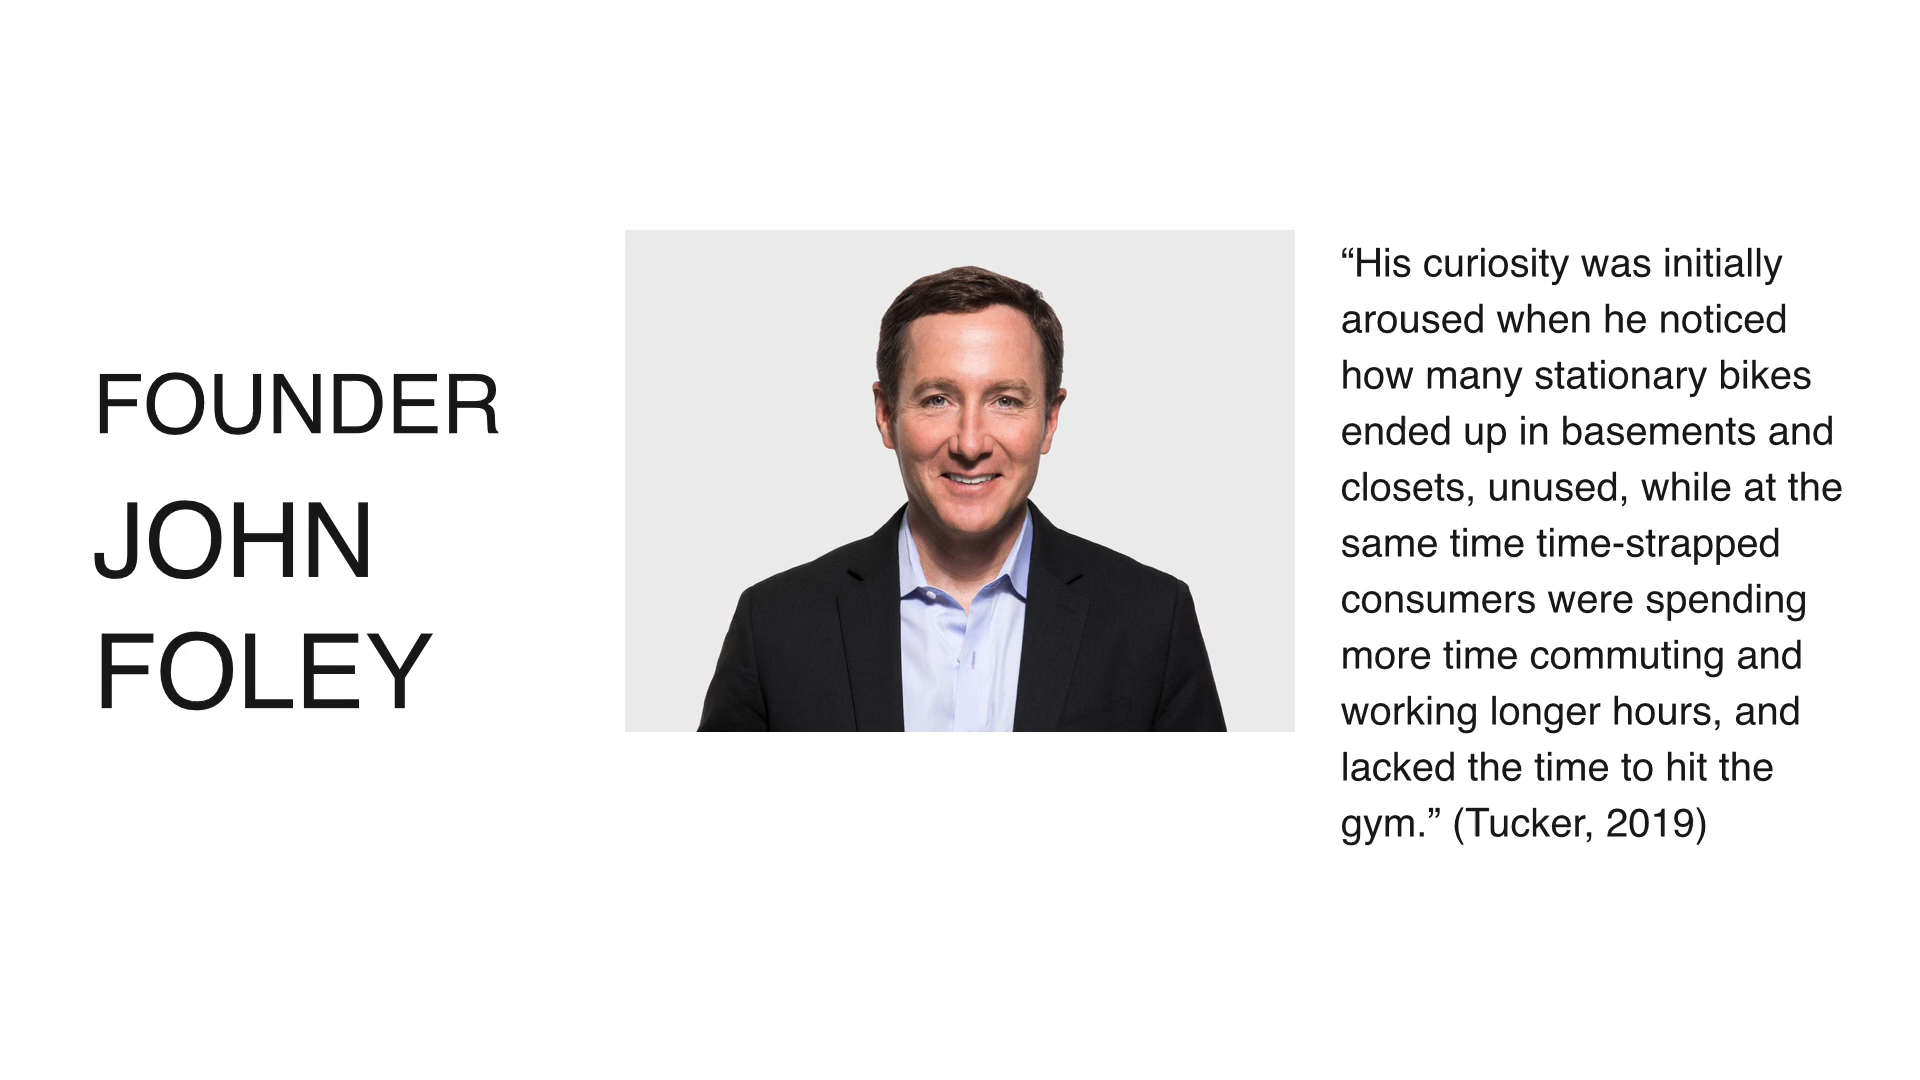 FOUNDER
JOHN
FOLEY
“His curiosity was initially
aroused when he noticed
how many stationary bikes
ended up in basements and
closets, unused, while at the
same time time-strapped
consumers were spending
more time commuting and
working longer hours, and
lacked the time to hit the
gym.” (Tucker, 2019)